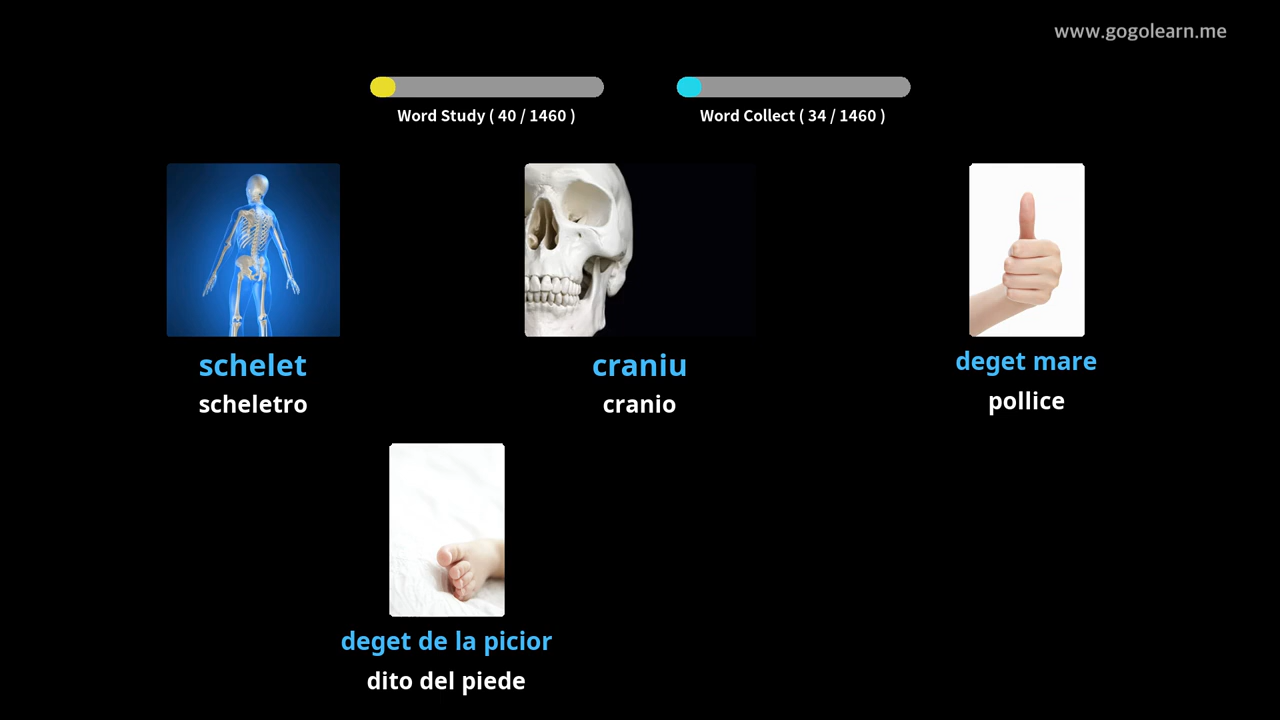 www.gogolearn.me
Word Study ( 40 / 1460 )
Word Collect ( 34 / 1460 )
schelet
scheletro
craniu
cranio
deget mare
pollice
deget de la picior
dito del piede